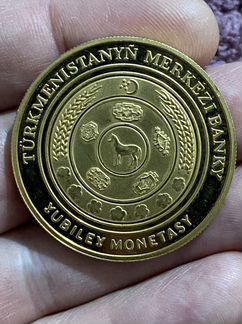 TÜRKMENISTANYŇ MERKEZI BANKY
ÝUBILEÝ MONETASY